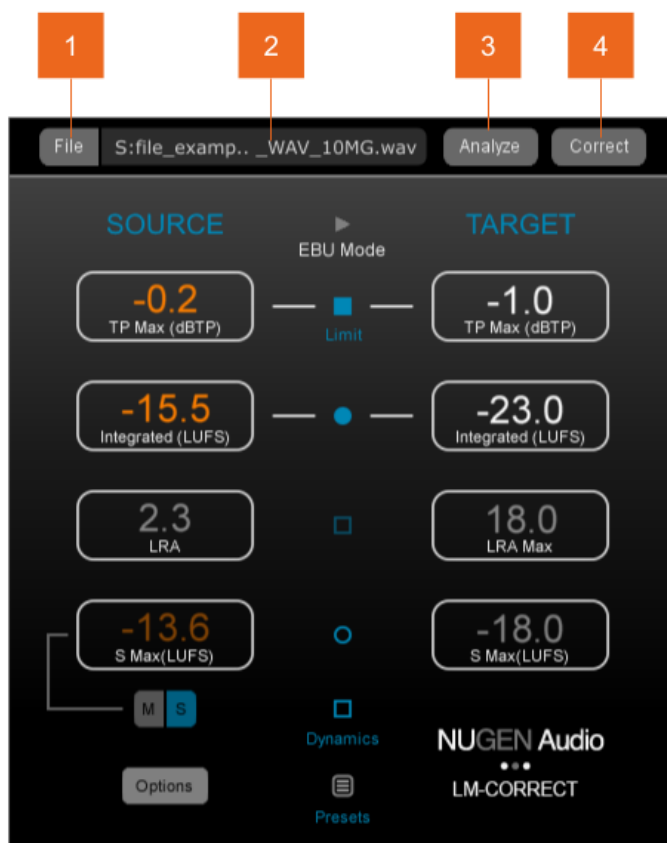 1 2 3 4
File S:file_examp.. _WAV_10MG.wav Analyze Correct
SOURCE TARGET
EBU Mode
-0.2 -1.0
TP Max (dBTP) Limit TP Max (dBTP)
-15.5 -23.0
Integrated (LUFS) Integrated (LUFS)
2.3 18.0
LRA LRA Max
-13.6 -18.0
S Max(LUFS) S Max(LUFS)
M S
Dynamics NUGEN Audio
Options LM-CORRECT
Presets